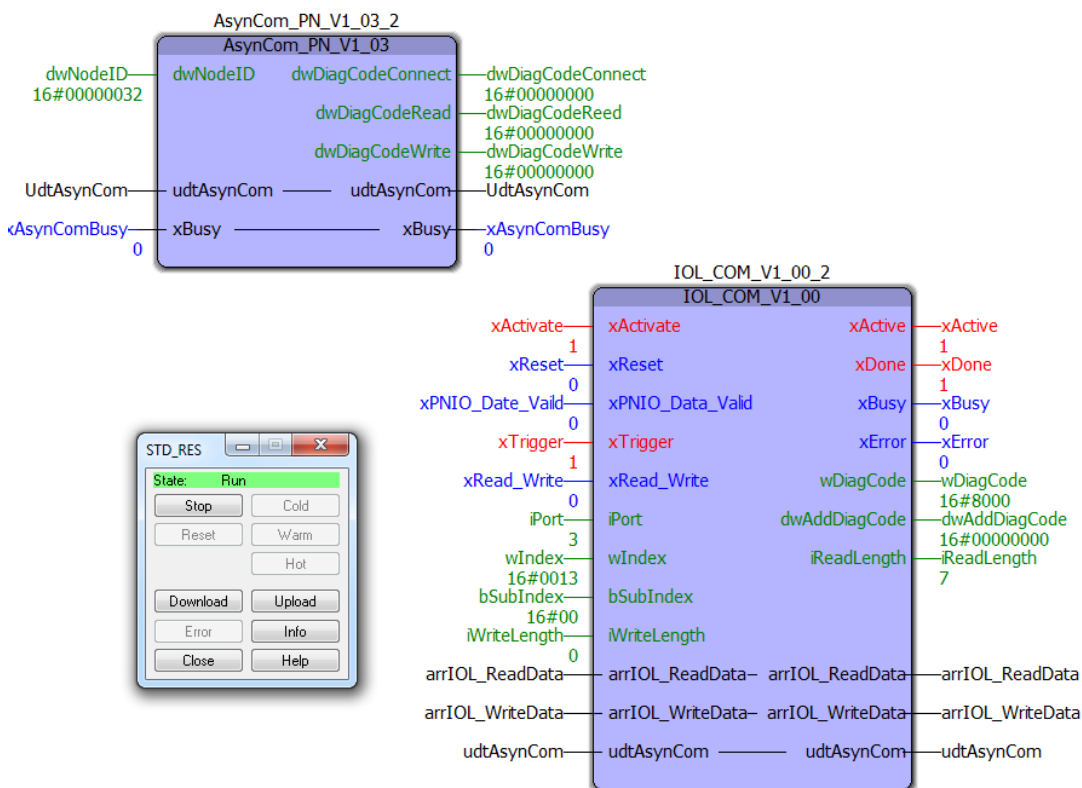 AsynCom_PN_V1_03_2
AsynCom_PN_V1_03
dwNodeID dwNodeID dwDiagCodeConnect dwDiagCodeConnect
16#00000032 16#00000000
dwDiagCodeRead dwDiagCodeReed
16#00000000
dwDiagCodeWrite dwDiagCodeWrite
16#00000000
UdtAsynCom udtAsynCom udtAsynCom UdtAsynCom
xAsynComBusy xBusy xBusy xAsynComBusy
0 0
IOL_COM_V1_00_2
IOL_COM_V1_00
xActivate xActivate xActive xActive
1 1
xReset xReset xDone xDone
0 1
xPNIO_Date_Vaild xPNIO_Data_Valid xBusy xBusy
0 0
xTrigger xTrigger xError xError
1 0
xRead_Write xRead_Write wDiagCode wDiagCode
0 16#8000
iPort iPort dwAddDiagCode dwAddDiagCode
3 16#00000000
wIndex wIndex iReadLength iReadLength
16#0013 7
bSubIndex bSubIndex
16#00
iWriteLength iWriteLength
0
arrIOL_ReadData arrIOL_ReadData arrIOL_ReadData arrIOL_ReadData
arrIOL_WriteData arrIOL_WriteData arrIOL_WriteData arrIOL_WriteData
udtAsynCom udtAsynCom udtAsynCom udtAsynCom
STD_RES
State: Run
Stop Cold
Reset Warm
Hot
Download Upload
Error Info
Close Help